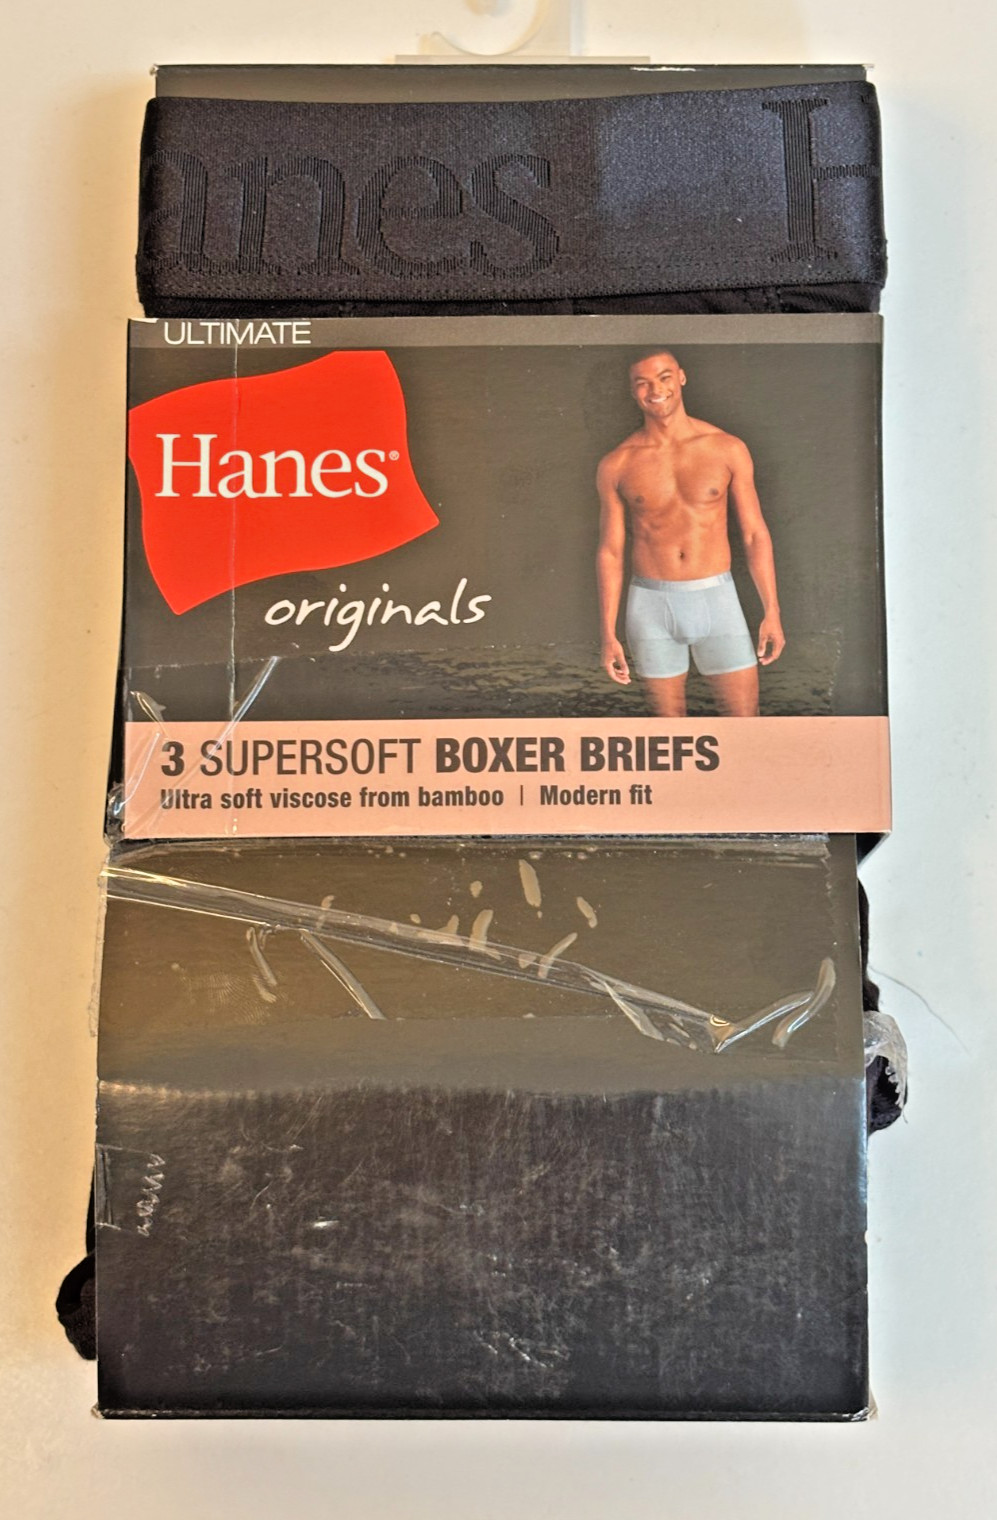 anes H
ULTIMATE
Hanes®
originals
3 SUPERSOFT BOXER BRIEFS
Ultra soft viscose from bamboo | Modern fit